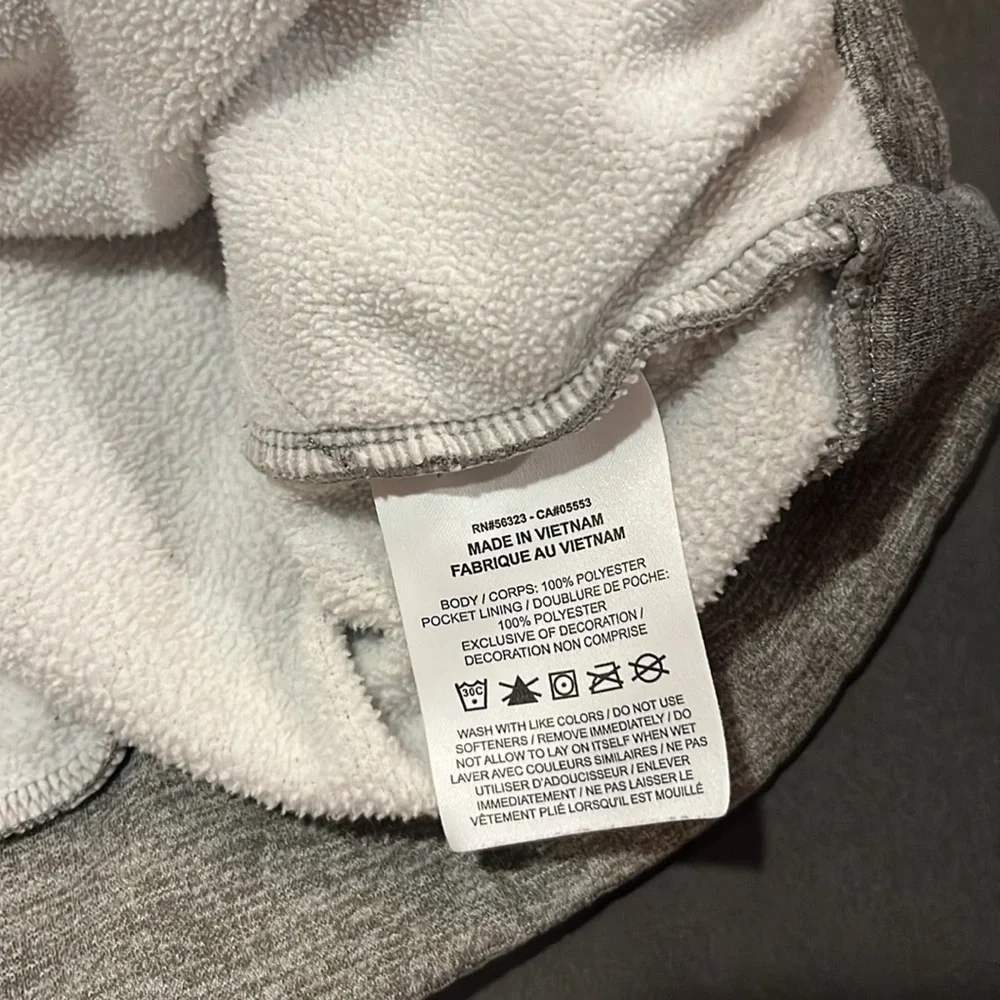 RN#56323 - CA#05553
MADE IN VIETNAM
FABRIQUE AU VIETNAM
BODY / CORPS: 100% POLYESTER
POCKET LINING / DOUBLURE DE POCHE:
100% POLYESTER
EXCLUSIVE OF DECORATION /
DECORATION NON COMPRISE
30C
WASH WITH LIKE COLORS / DO NOT USE
SOFTENERS / REMOVE IMMEDIATELY / DO
NOT ALLOW TO LAY ON ITSELF WHEN WET
LAVER AVEC COULEURS SIMILAIRES / NE PAS
UTILISER D'ADOUCISSEUR / ENLEVER
IMMEDIATEMENT / NE PAS LAISSER LE
VÊTEMENT PLIÉ LORSQU'IL EST MOUILLÉ